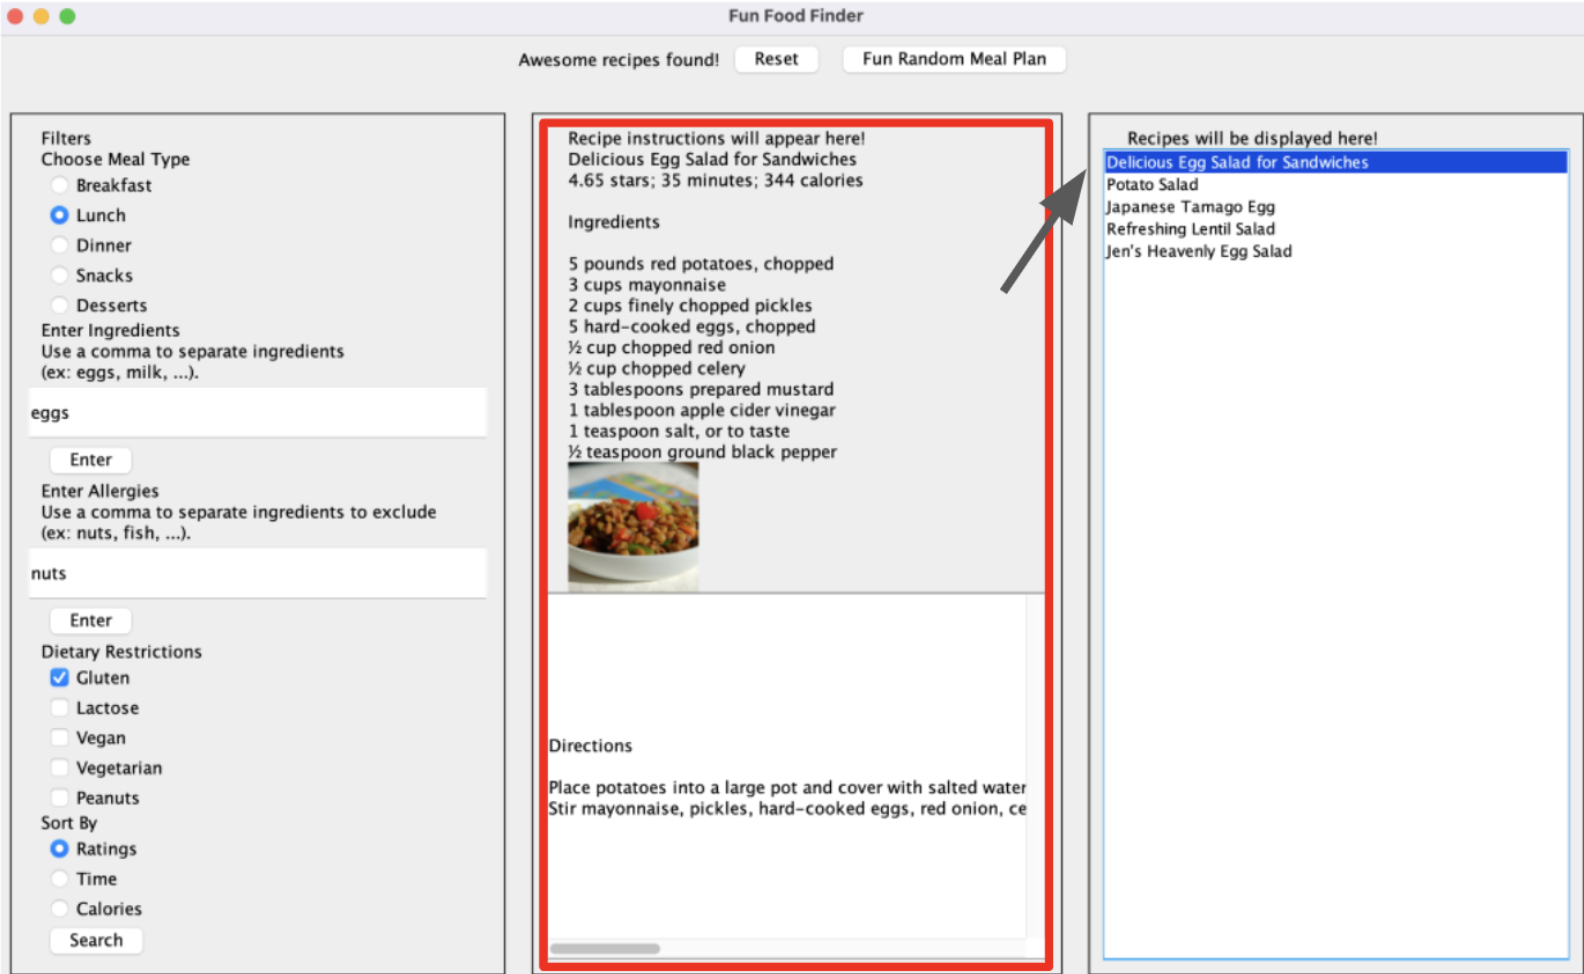 Fun Food Finder
Awesome recipes found!
Reset
Fun Random Meal Plan
Filters
Choose Meal Type
Breakfast
Lunch
Dinner
Snacks
Desserts
Enter Ingredients
Use a comma to separate ingredients
(ex: eggs, milk, ...).
eggs
Enter
Enter Allergies
Use a comma to separate ingredients to exclude
(ex: nuts, fish, ...).
nuts
Enter
Dietary Restrictions
Gluten
Lactose
Vegan
Vegetarian
Peanuts
Sort By
Ratings
Time
Calories
Search
Recipe instructions will appear here!
Delicious Egg Salad for Sandwiches
4.65 stars; 35 minutes; 344 calories
Ingredients
5 pounds red potatoes, chopped
3 cups mayonnaise
2 cups finely chopped pickles
5 hard-cooked eggs, chopped
½ cup chopped red onion
½ cup chopped celery
3 tablespoons prepared mustard
1 tablespoon apple cider vinegar
1 teaspoon salt, or to taste
½ teaspoon ground black pepper
Directions
Place potatoes into a large pot and cover with salted water
Stir mayonnaise, pickles, hard-cooked eggs, red onion, ce
Recipes will be displayed here!
Delicious Egg Salad for Sandwiches
Potato Salad
Japanese Tamago Egg
Refreshing Lentil Salad
Jen's Heavenly Egg Salad